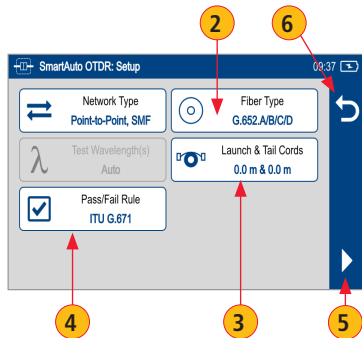 2
6
SmartAuto OTDR: Setup
09:37
Network Type
Point-to-Point, SMF
Fiber Type
G.652.A/B/C/D
λ
Test Wavelength(s)
Auto
Launch & Tail Cords
0.0 m & 0.0 m
Pass/Fail Rule
ITU G.671
4
3
5